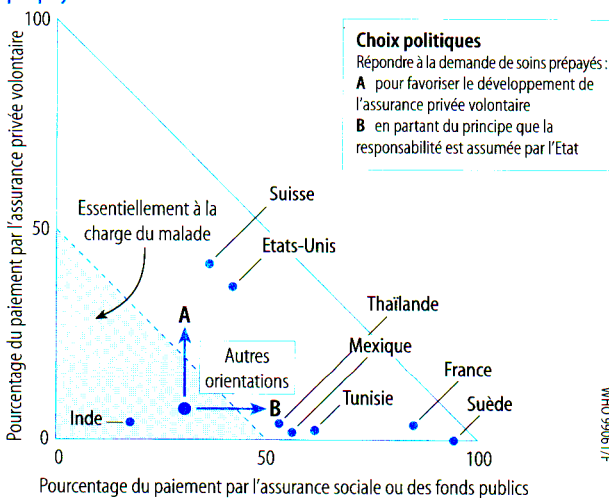 100
50
0
Pourcentage du paiement par l'assurance privée volontaire
Choix politiques
Répondre à la demande de soins prépayés :
A pour favoriser le développement de
l'assurance privée volontaire
B en partant du principe que la
responsabilité est assumée par l'Etat
Essentiellement à la
charge du malade
Suisse
Etats-Unis
Thaïlande
Mexique
A
Autres
orientations
B
Tunisie
France
Suède
Inde
0
50
100
Pourcentage du paiement par l'assurance sociale ou des fonds publics